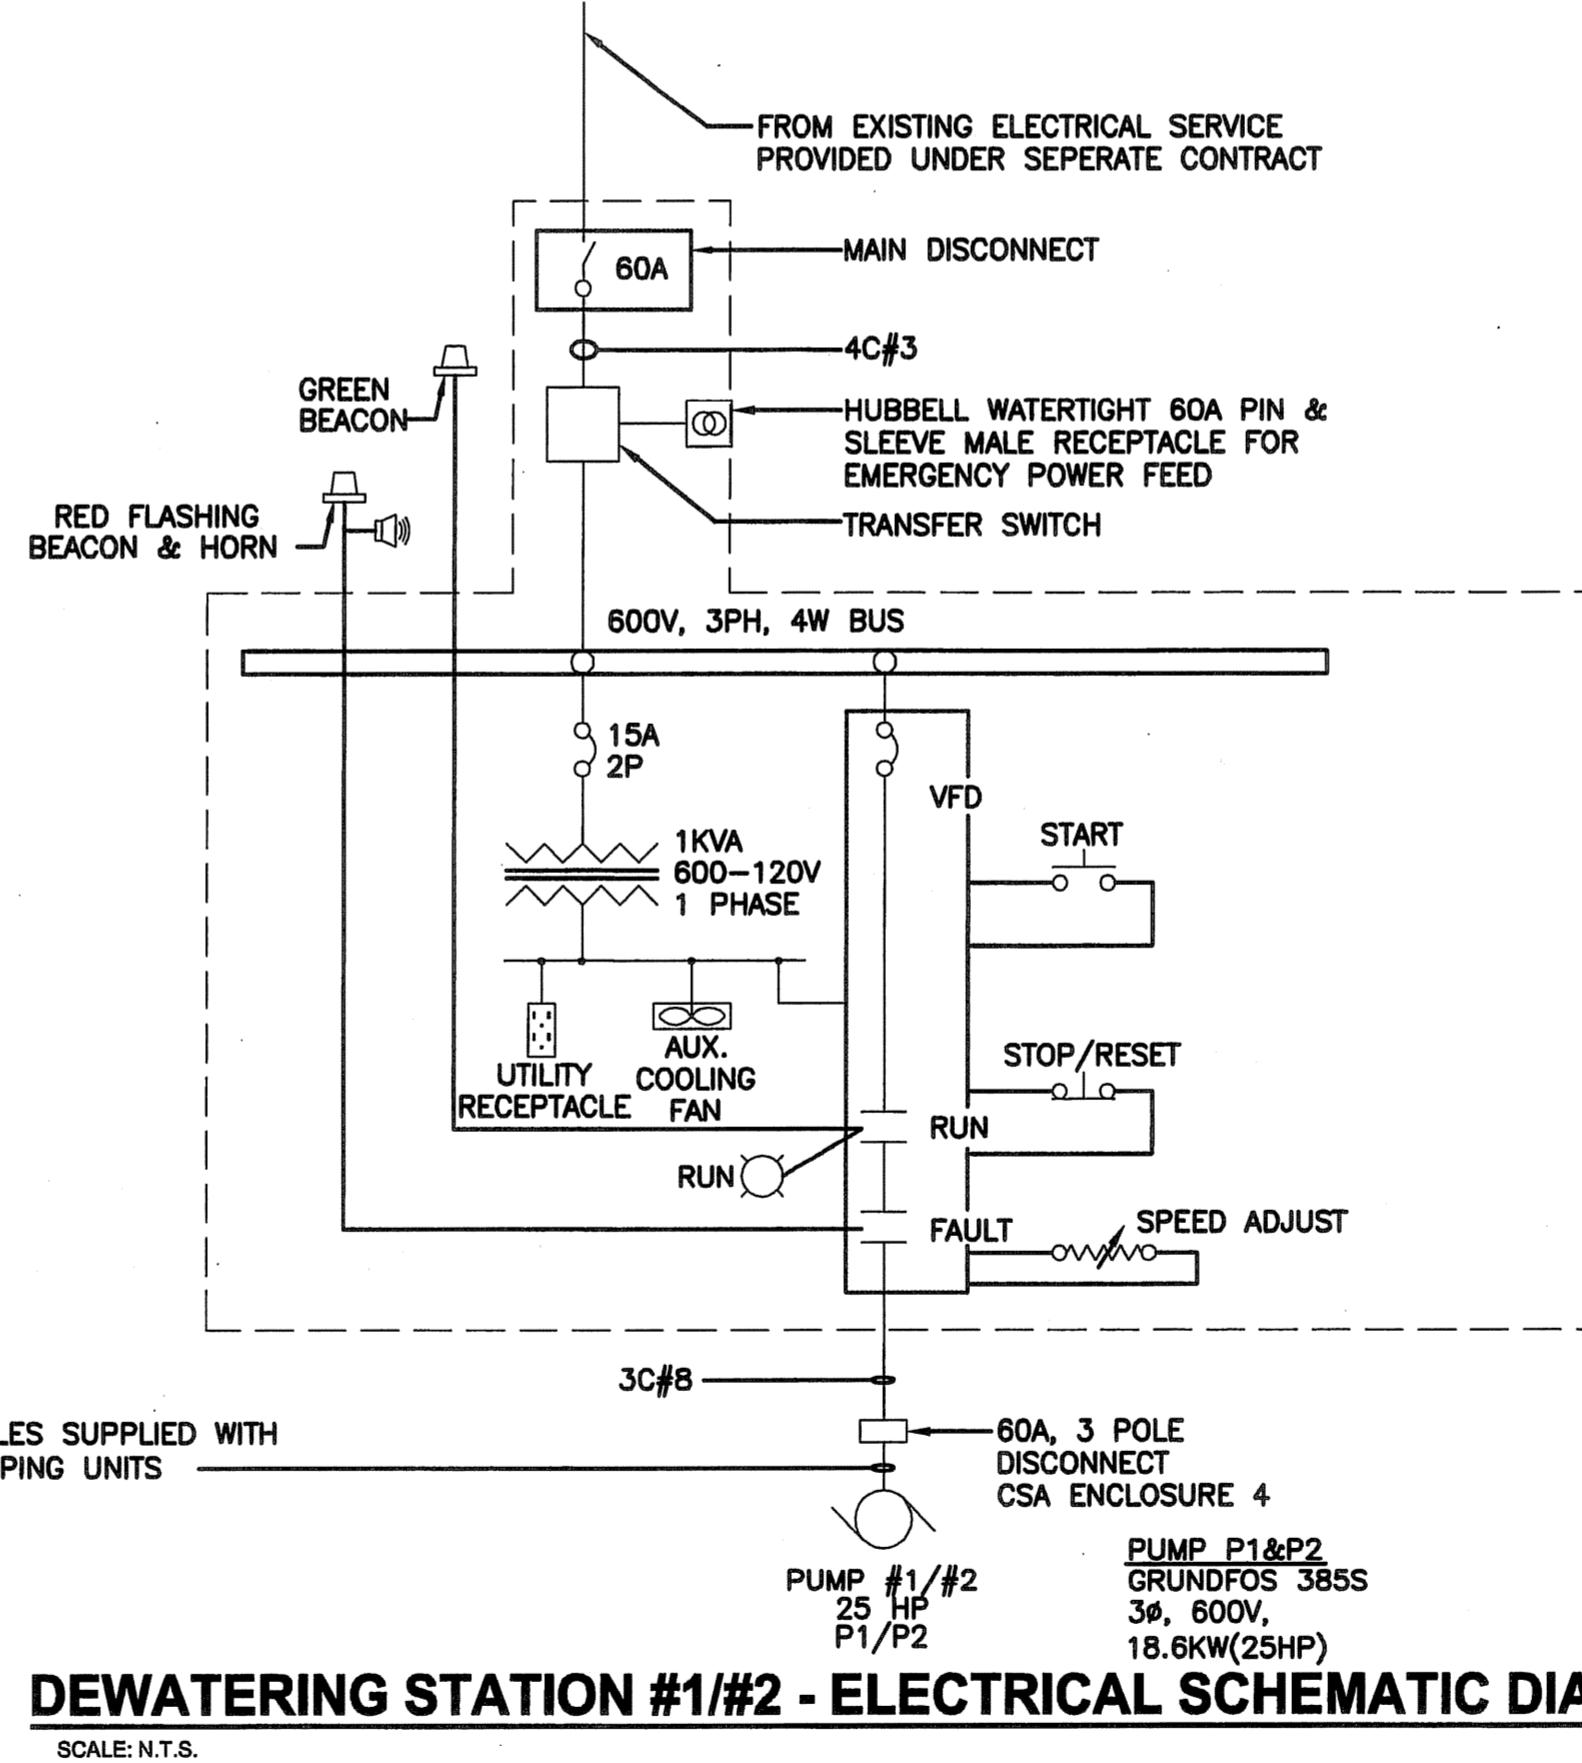 FROM EXISTING ELECTRICAL SERVICE
PROVIDED UNDER SEPERATE CONTRACT
MAIN DISCONNECT
60A
4C#3
GREEN
BEACON
HUBBELL WATERTIGHT 60A PIN &
SLEEVE MALE RECEPTACLE FOR
EMERGENCY POWER FEED
TRANSFER SWITCH
RED FLASHING
BEACON & HORN
600V, 3PH, 4W BUS
15A
2P
VFD
1KVA
600-120V
1 PHASE
START
UTILITY
RECEPTACLE
AUX.
COOLING
FAN
STOP/RESET
RUN
RUN
FAULT
SPEED ADJUST
3C#8
LES SUPPLIED WITH
PING UNITS
60A, 3 POLE
DISCONNECT
CSA ENCLOSURE 4
PUMP #1/#2
25 HP
P1/P2
PUMP P1&P2
GRUNDFOS 385S
3ø, 600V,
18.6KW(25HP)
DEWATERING STATION #1/#2 - ELECTRICAL SCHEMATIC DIA
SCALE: N.T.S.